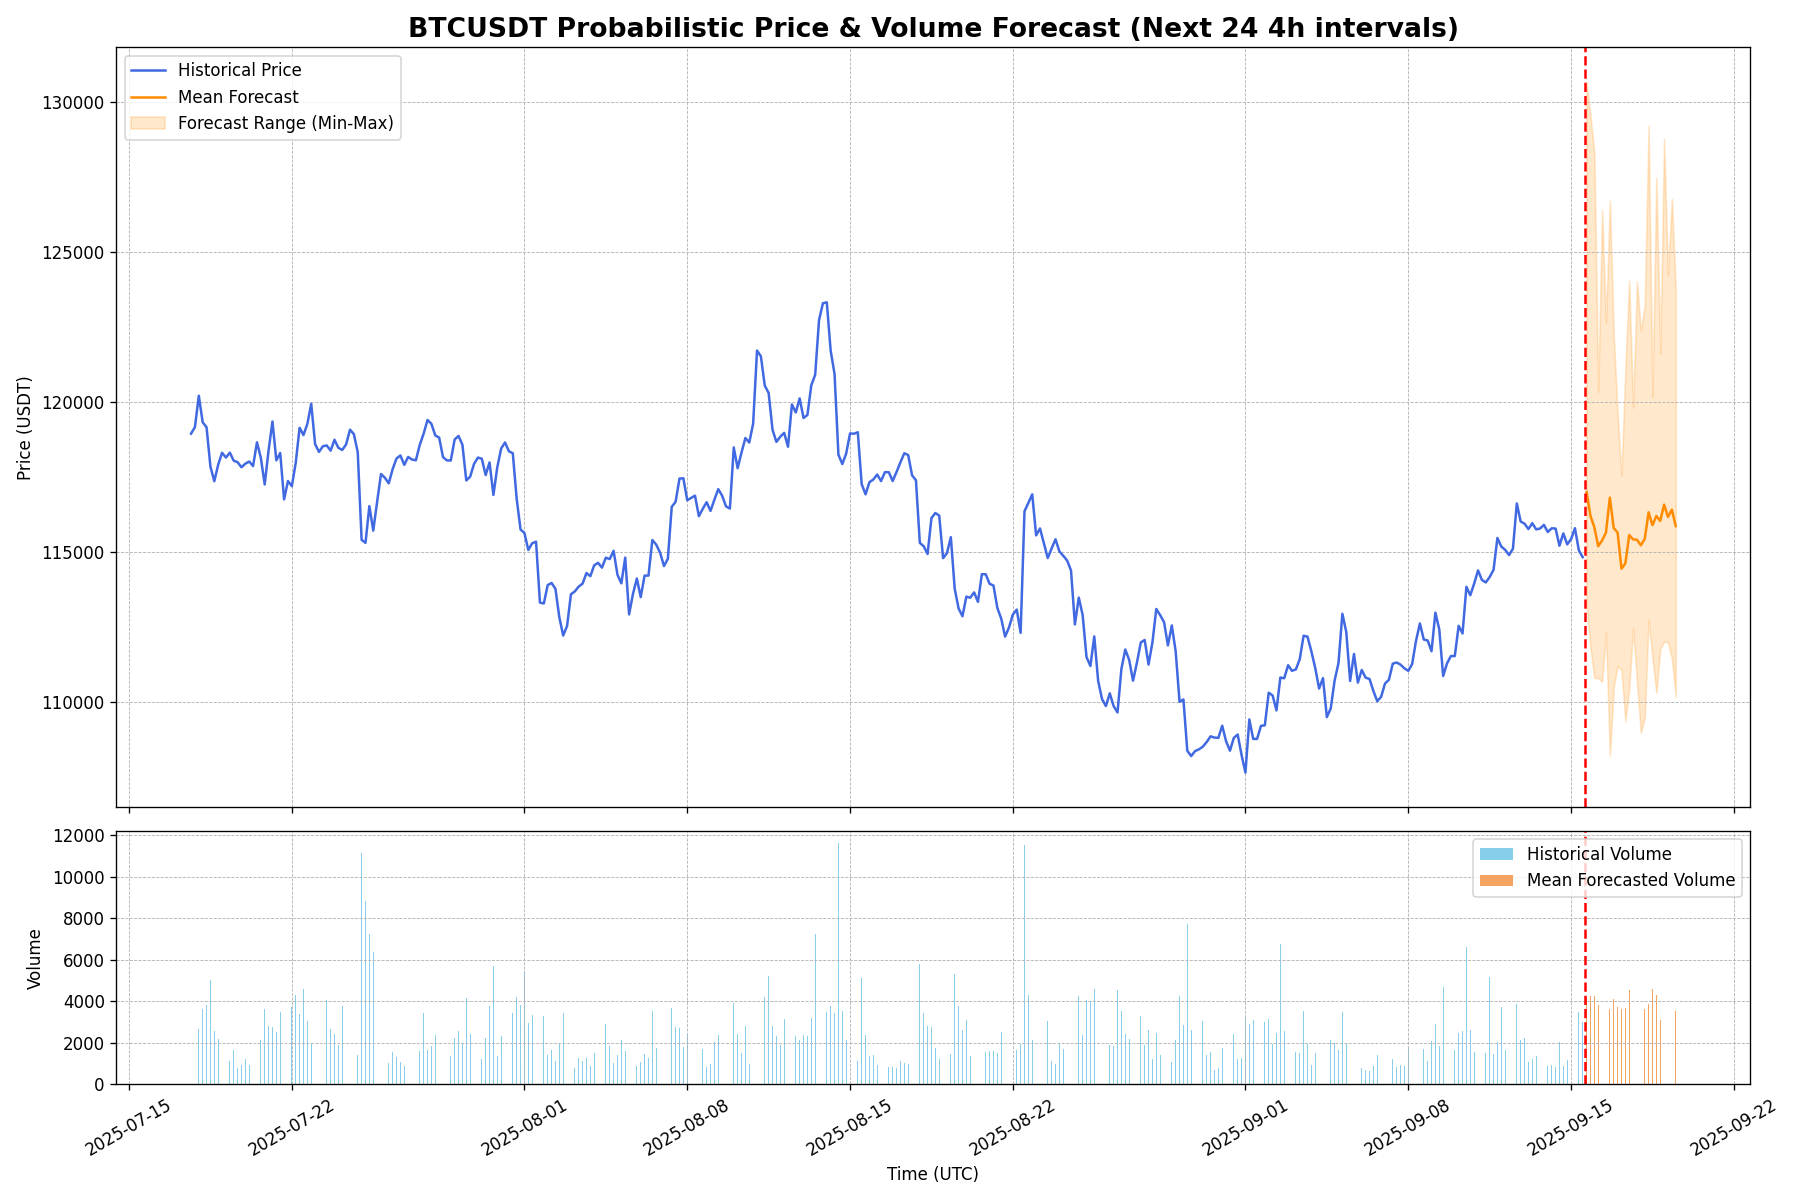 BTCUSDT Probabilistic Price & Volume Forecast (Next 24 4h intervals)
Historical Price
Mean Forecast
Forecast Range (Min-Max)
Price (USDT)
130000
125000
120000
115000
110000
Historical Volume
Mean Forecasted Volume
Volume
12000
10000
8000
6000
4000
2000
0
2025-07-15
2025-07-22
2025-08-01
2025-08-08
2025-08-15
2025-08-22
2025-09-01
2025-09-08
2025-09-15
2025-09-22
Time (UTC)